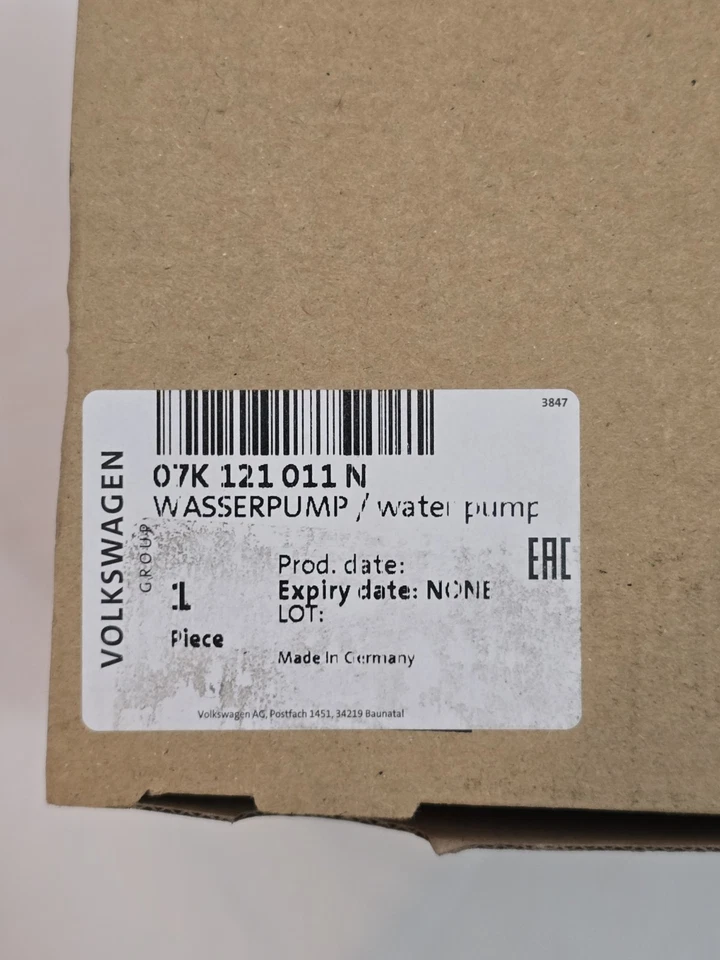 3847
07K 121 011 N
WASSERPUMP / water pump
VOLKSWAGEN
GROUP
EAC
1
Piece
Prod. date:
Expiry date: NONE
LOT:
Made In Germany
Volkswagen AG, Postfach 1451, 34219 Baunatal